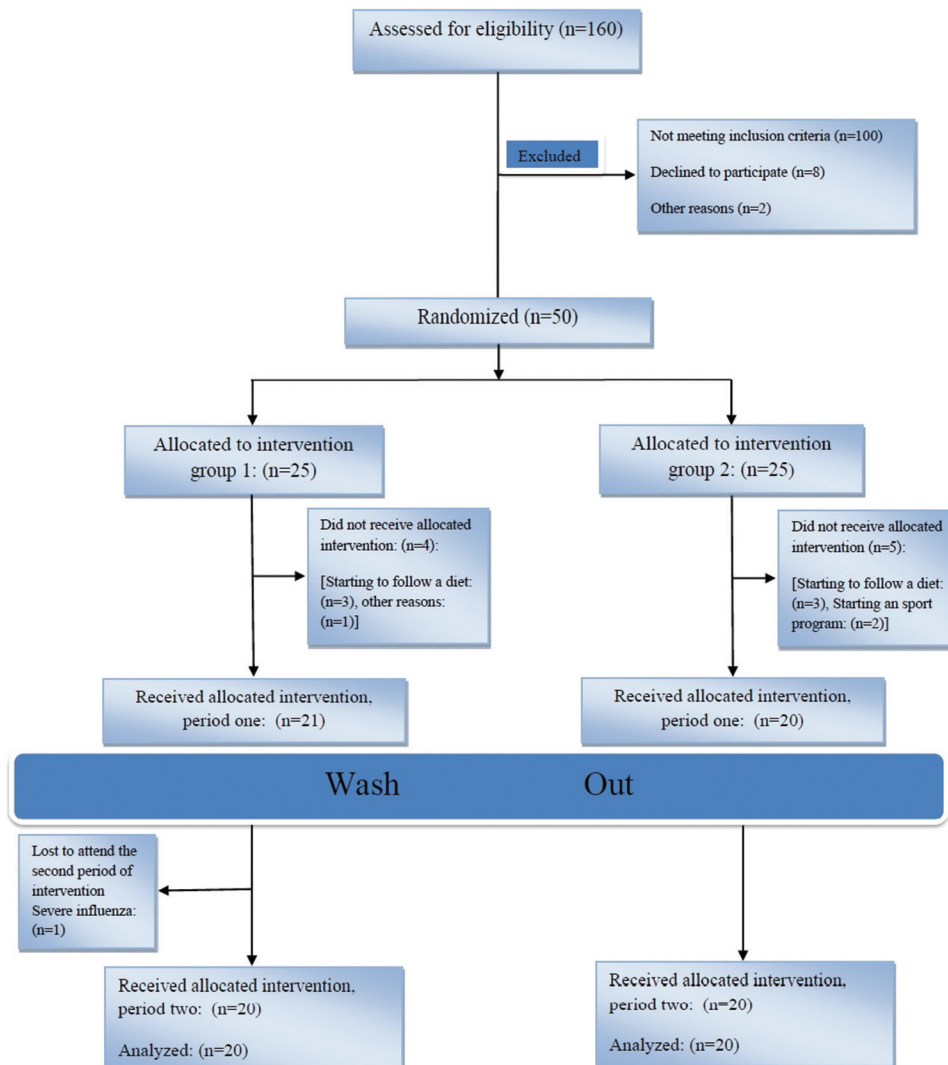 Assessed for eligibility (n=160)
Excluded
Not meeting inclusion criteria (n=100)
Declined to participate (n=8)
Other reasons (n=2)
Randomized (n=50)
Allocated to intervention
group 1: (n=25)
Allocated to intervention
group 2: (n=25)
Did not receive allocated
intervention: (n=4):
[Starting to follow a diet:
(n=3), other reasons:
(n=1)]
Did not receive allocated
intervention (n=5):
[Starting to follow a diet:
(n=3), Starting an sport
program: (n=2)]
Received allocated intervention,
period one: (n=21)
Received allocated intervention,
period one: (n=20)
Wash Out
Lost to attend the
second period of
intervention
Severe influenza:
(n=1)
Received allocated intervention,
period two: (n=20)
Analyzed: (n=20)
Received allocated intervention,
period two: (n=20)
Analyzed: (n=20)